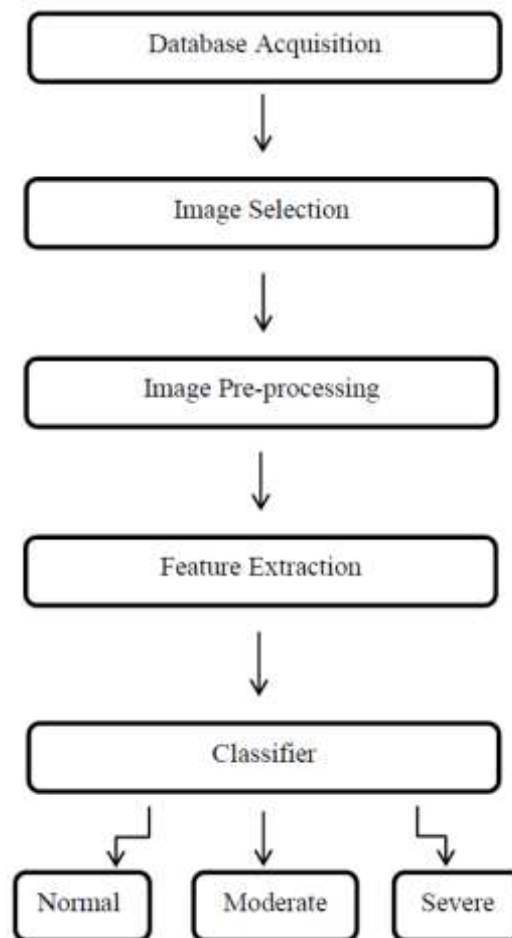 Database Acquisition
Image Selection
Image Pre-processing
Feature Extraction
Classifier
Normal
Moderate
Severe